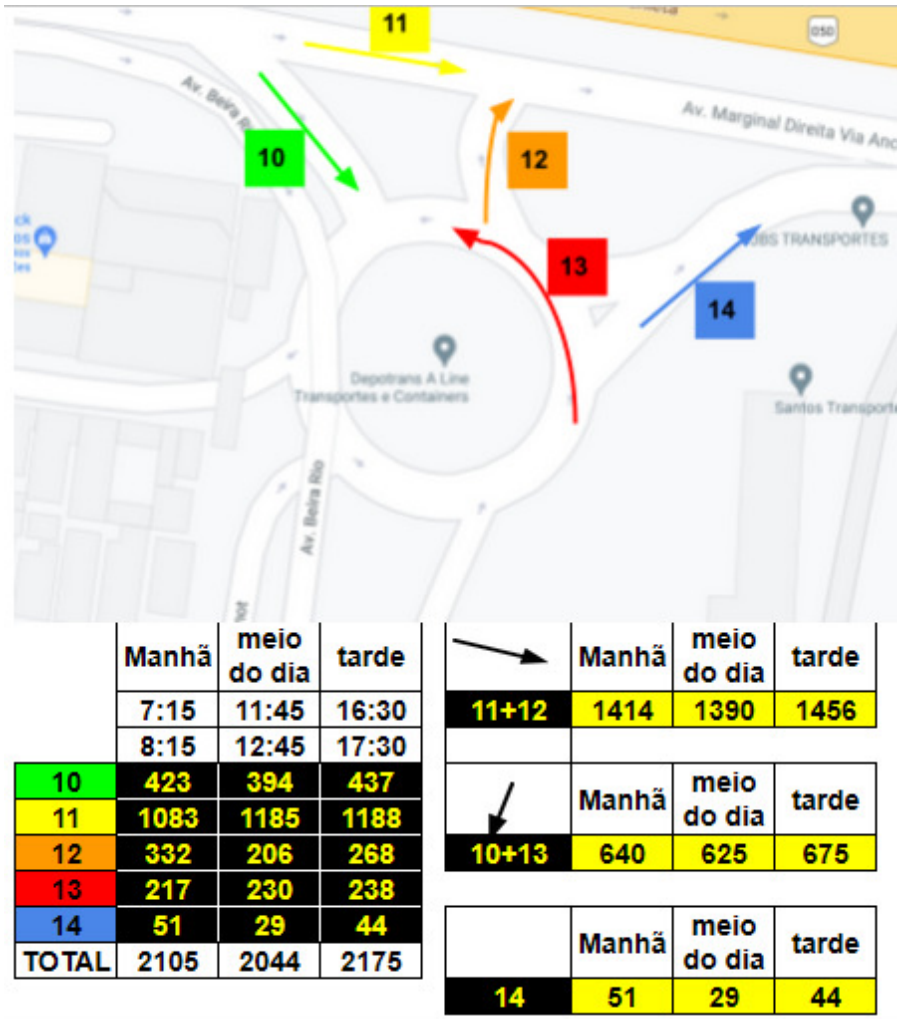 11
050
Av. Marginal Direita Via Anc
Av. Beira Rio
10
12
13
JBS TRANSPORTES
14
Depotrans A Line
Transportes e Containers
Santos Transporte
Av. Beira Rio
Manhã meio do dia tarde
7:15 11:45 16:30
8:15 12:45 17:30
10 423 394 437
11 1083 1185 1188
12 332 206 268
13 217 230 238
14 51 29 44
TOTAL 2105 2044 2175
Manhã meio do dia tarde
11+12 1414 1390 1456
Manhã meio do dia tarde
10+13 640 625 675
Manhã meio do dia tarde
14 51 29 44